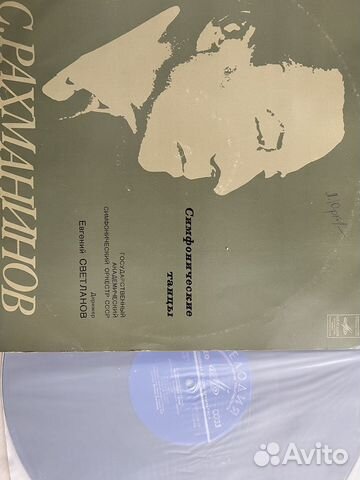 С. РАХМАНИНОВ
Симфонические
танцы
ГОСУДАРСТВЕННЫЙ
АКАДЕМИЧЕСКИЙ
СИМФОНИЧЕСКИЙ ОРКЕСТР СССР
Дирижер
Евгений СВЕТЛАНОВ
МЕЛОДИЯ
Avito